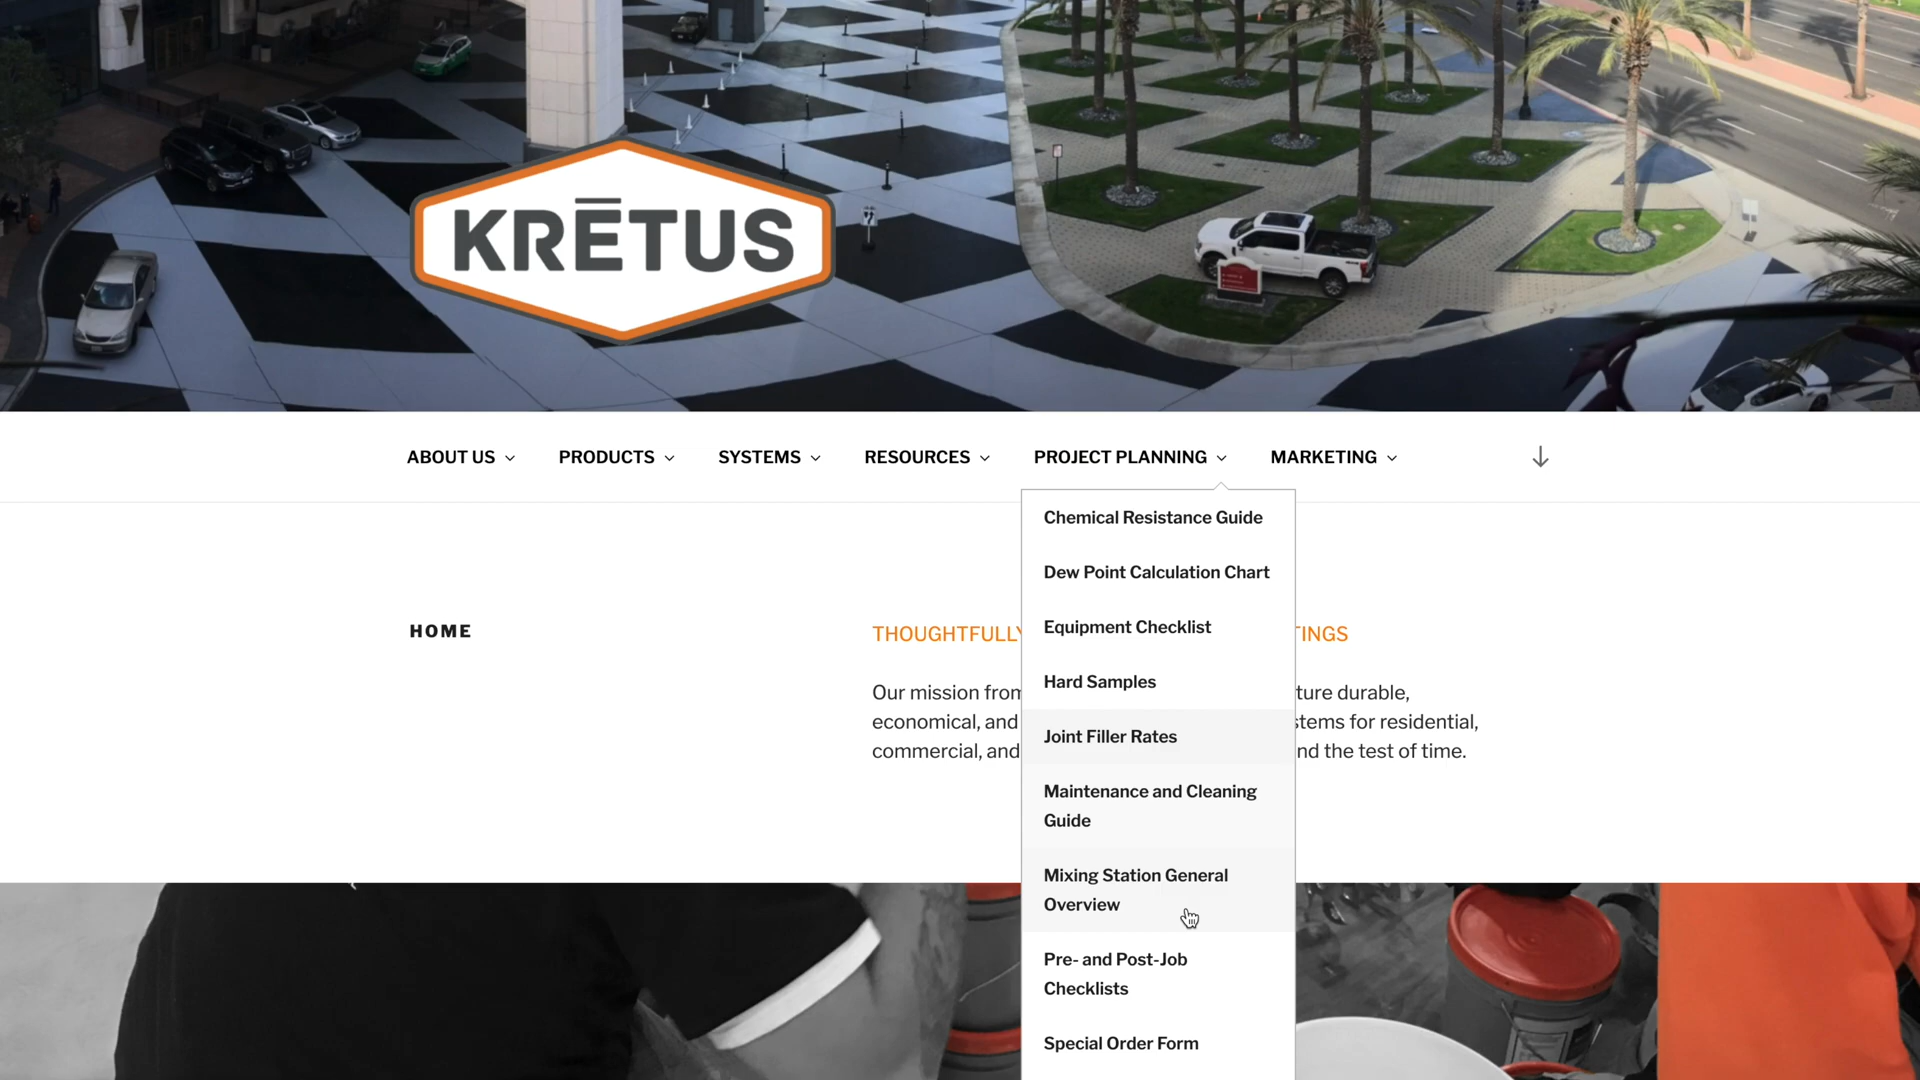 KRĒTUS
ABOUT US
PRODUCTS
SYSTEMS
RESOURCES
PROJECT PLANNING
MARKETING
Chemical Resistance Guide
Dew Point Calculation Chart
Equipment Checklist
Hard Samples
Joint Filler Rates
Maintenance and Cleaning
Guide
Mixing Station General
Overview
Pre- and Post-Job
Checklists
Special Order Form
HOME
THOUGHTFULLY TINGS
Our mission from ture durable,
economical, and stems for residential,
commercial, and nd the test of time.